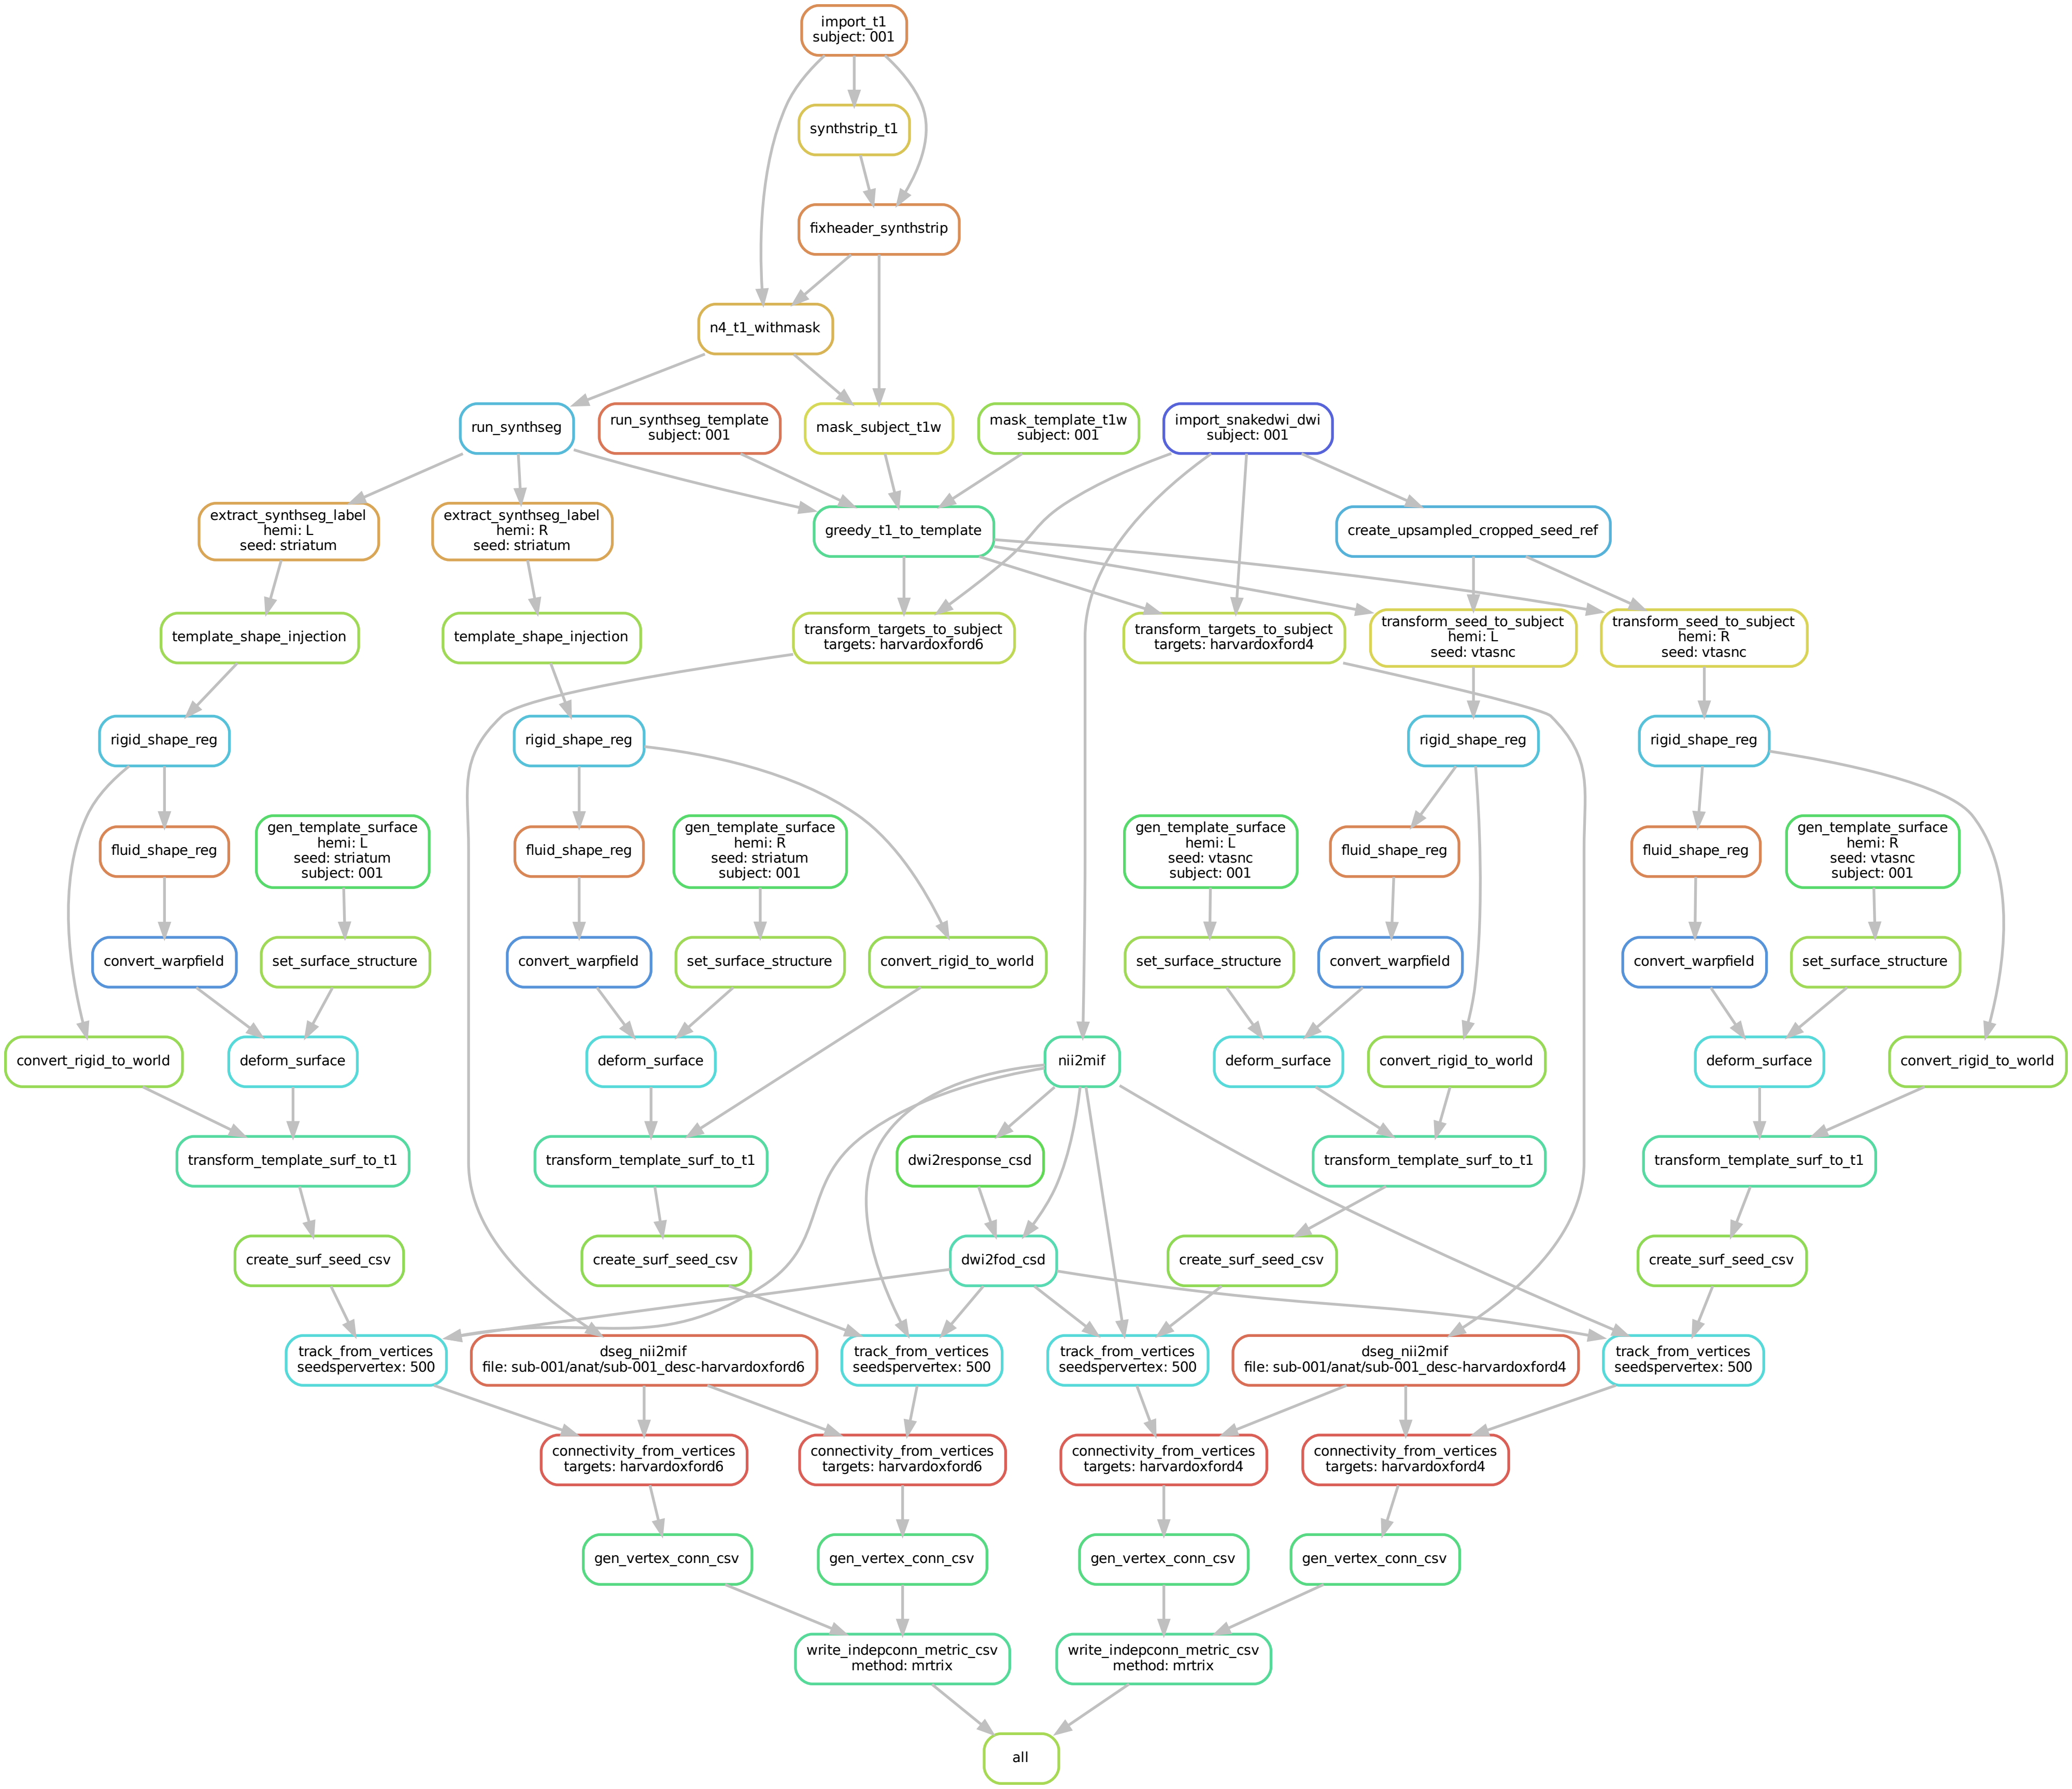 import_t1
subject: 001
synthstrip_t1
fixheader_synthstrip
n4_t1_withmask
run_synthseg
run_synthseg_template
subject: 001
mask_subject_t1w
mask_template_t1w
subject: 001
import_snakedwi_dwi
subject: 001
extract_synthseg_label
hemi: L
seed: striatum
extract_synthseg_label
hemi: R
seed: striatum
greedy_t1_to_template
create_upsampled_cropped_seed_ref
template_shape_injection
template_shape_injection
transform_targets_to_subject
targets: harvardoxford6
transform_targets_to_subject
targets: harvardoxford4
transform_seed_to_subject
hemi: L
seed: vtasnc
transform_seed_to_subject
hemi: R
seed: vtasnc
rigid_shape_reg
rigid_shape_reg
rigid_shape_reg
rigid_shape_reg
fluid_shape_reg
gen_template_surface
hemi: L
seed: striatum
subject: 001
fluid_shape_reg
gen_template_surface
hemi: R
seed: striatum
subject: 001
gen_template_surface
hemi: L
seed: vtasnc
subject: 001
fluid_shape_reg
fluid_shape_reg
gen_template_surface
hemi: R
seed: vtasnc
subject: 001
convert_warpfield
set_surface_structure
convert_warpfield
set_surface_structure
convert_rigid_to_world
set_surface_structure
convert_warpfield
convert_warpfield
set_surface_structure
convert_rigid_to_world
deform_surface
deform_surface
nii2mif
deform_surface
convert_rigid_to_world
deform_surface
convert_rigid_to_world
transform_template_surf_to_t1
transform_template_surf_to_t1
dwi2response_csd
transform_template_surf_to_t1
transform_template_surf_to_t1
create_surf_seed_csv
create_surf_seed_csv
dwi2fod_csd
create_surf_seed_csv
create_surf_seed_csv
track_from_vertices
seedspervertex: 500
dseg_nii2mif
file: sub-001/anat/sub-001_desc-harvardoxford6
track_from_vertices
seedspervertex: 500
track_from_vertices
seedspervertex: 500
dseg_nii2mif
file: sub-001/anat/sub-001_desc-harvardoxford4
track_from_vertices
seedspervertex: 500
connectivity_from_vertices
targets: harvardoxford6
connectivity_from_vertices
targets: harvardoxford6
connectivity_from_vertices
targets: harvardoxford4
connectivity_from_vertices
targets: harvardoxford4
gen_vertex_conn_csv
gen_vertex_conn_csv
gen_vertex_conn_csv
gen_vertex_conn_csv
write_indepconn_metric_csv
method: mrtrix
write_indepconn_metric_csv
method: mrtrix
all